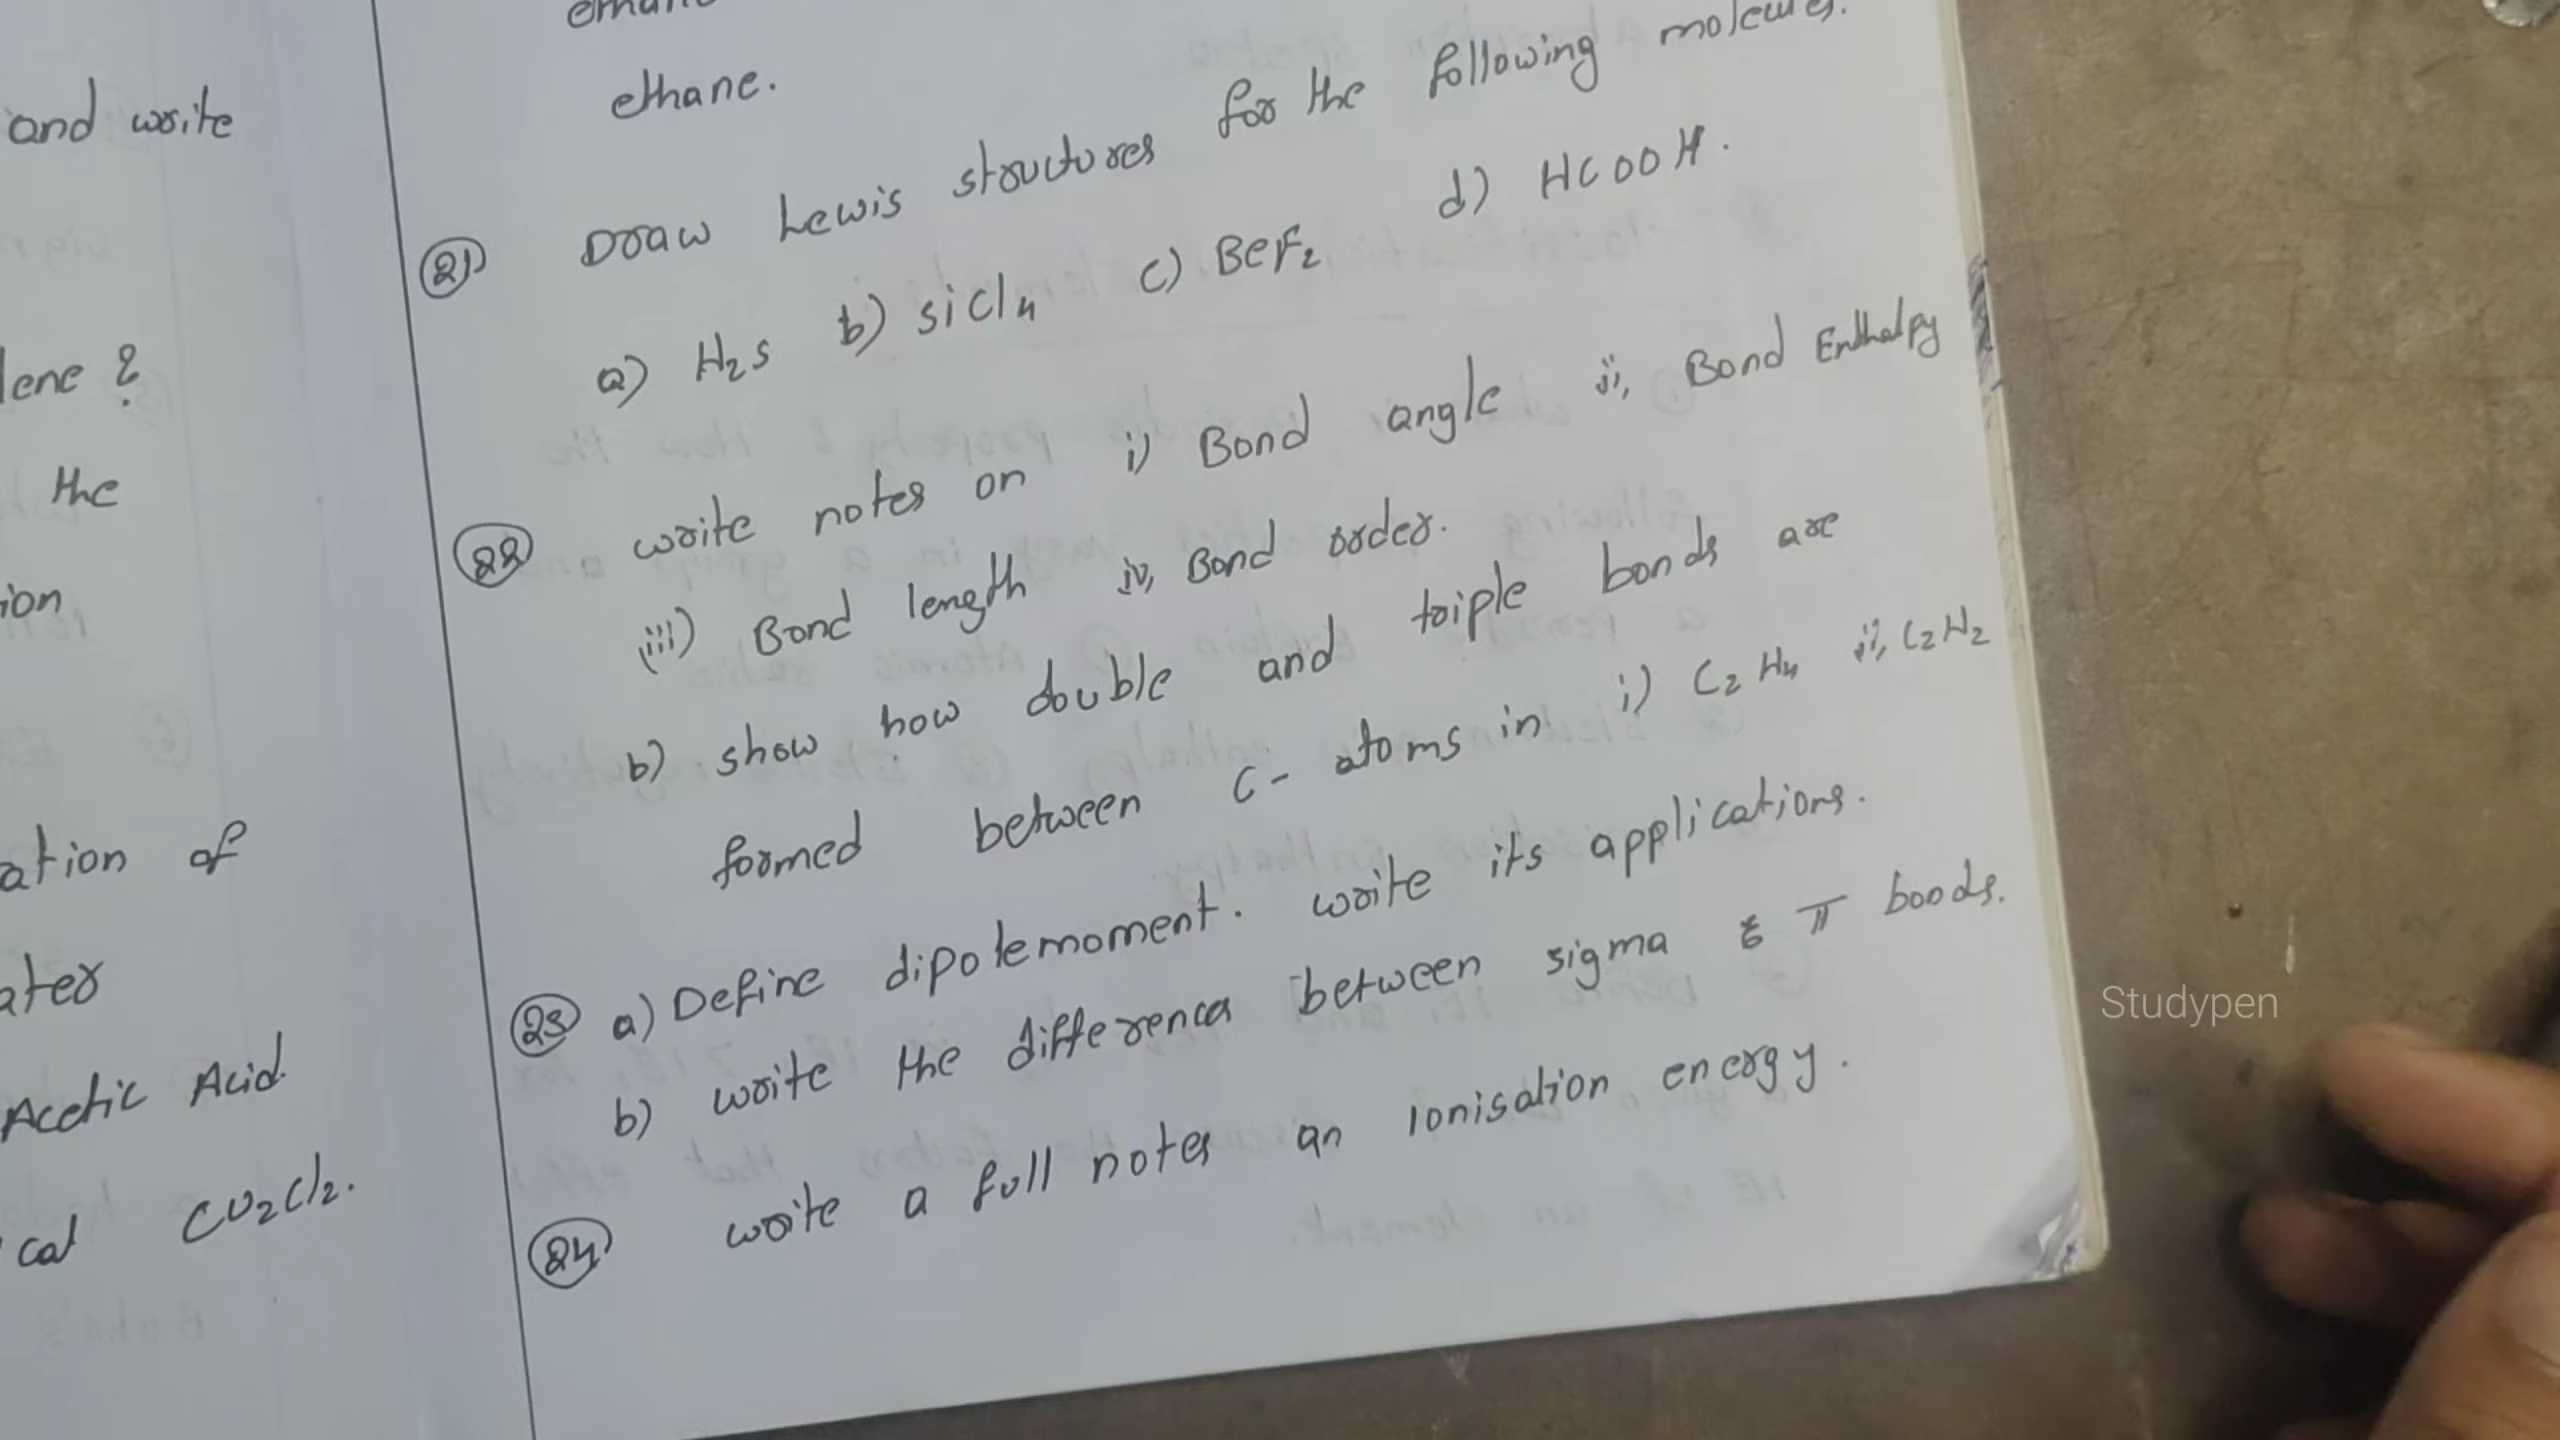 and write
lene ?
the
ion
ation of
ater
Acetic Acid.
cal CU2Cl2.
ethane.
(21) Draw Lewis structures for the following molecules.
a) H2S b) SiCl4 c) BeF2 d) HCOOH.
(22) write notes on i) Bond angle ii, Bond Enthalpy
(iii) Bond length iv, Bond order.
b) show how double and triple bonds are
formed between C- atoms in i) C2H4 ii, C2H2
(23) a) Define dipolemoment. write its applications.
b) write the differences between sigma & π bonds.
(24) write a full notes an Ionisation energy.
Studypen